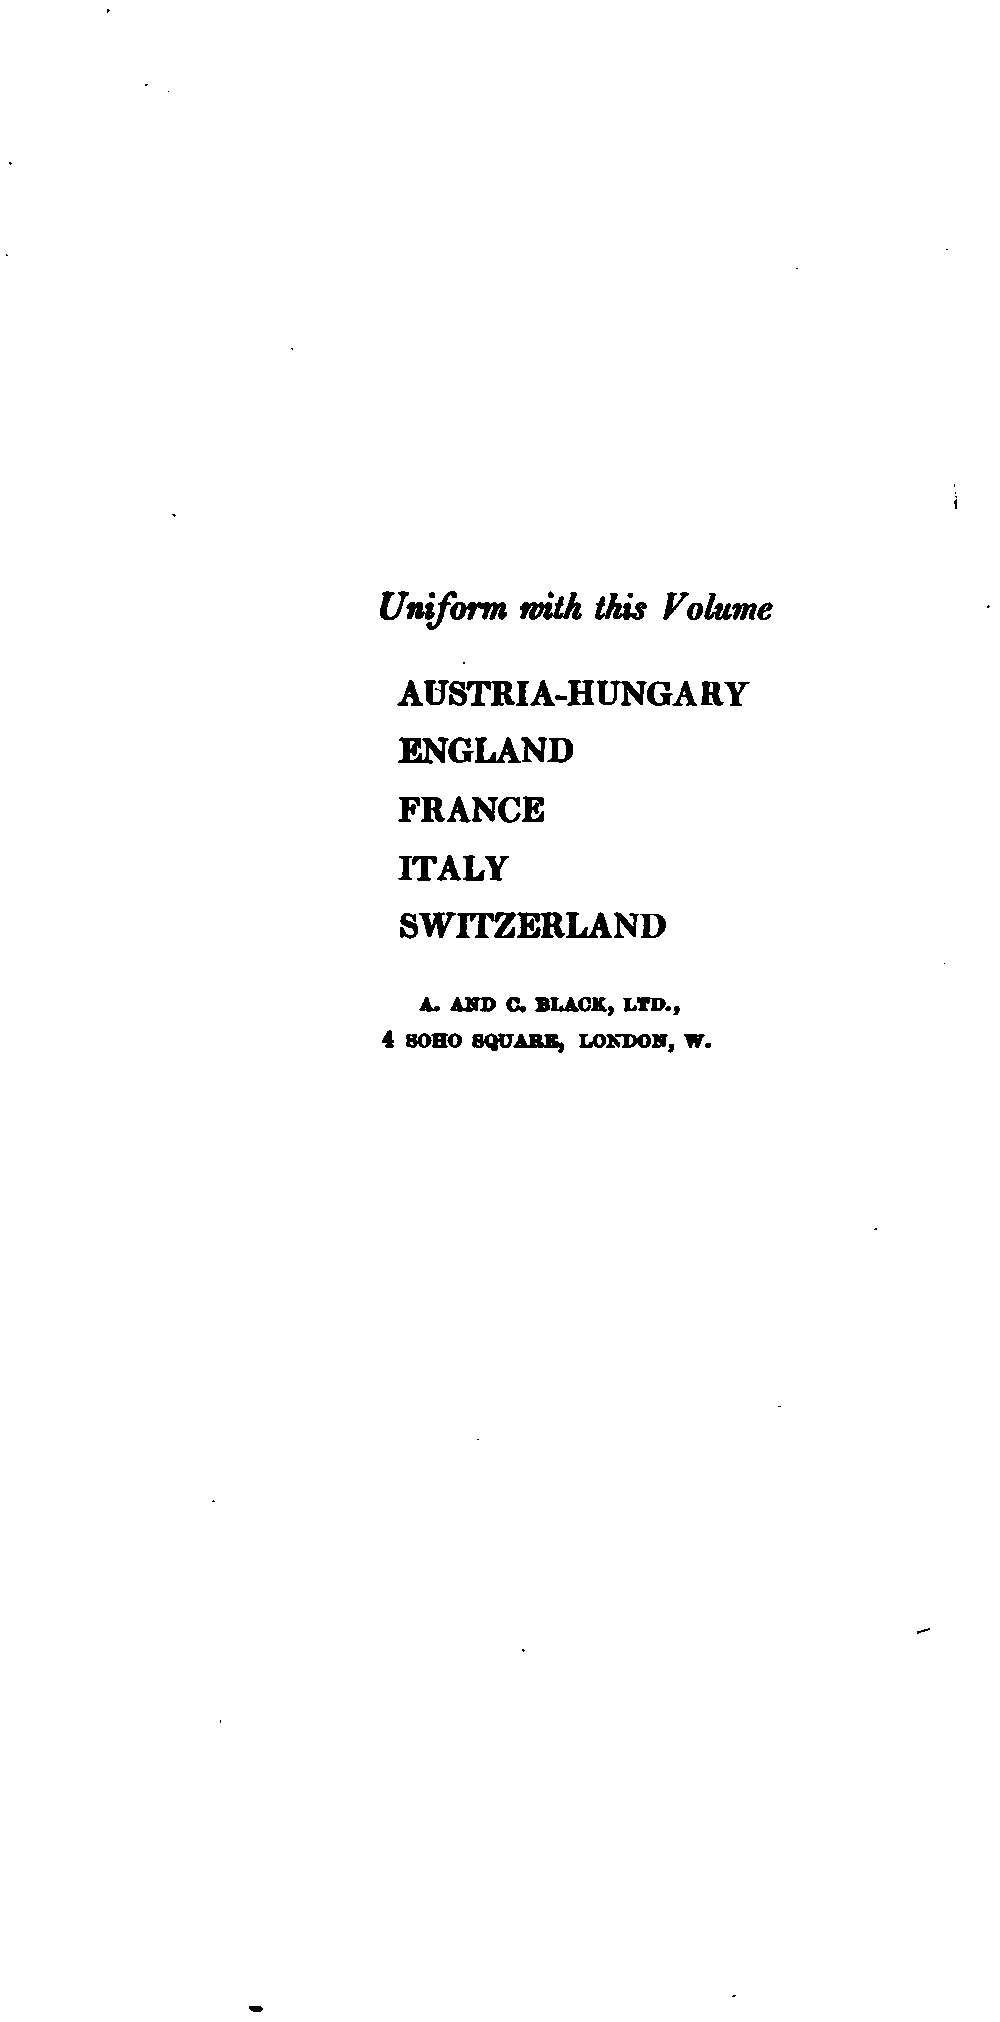 Uniform with this Volume
AUSTRIA-HUNGARY
ENGLAND
FRANCE
ITALY
SWITZERLAND
A. AND C. BLACK, LTD.,
4 SOHO SQUARE, LONDON, W.